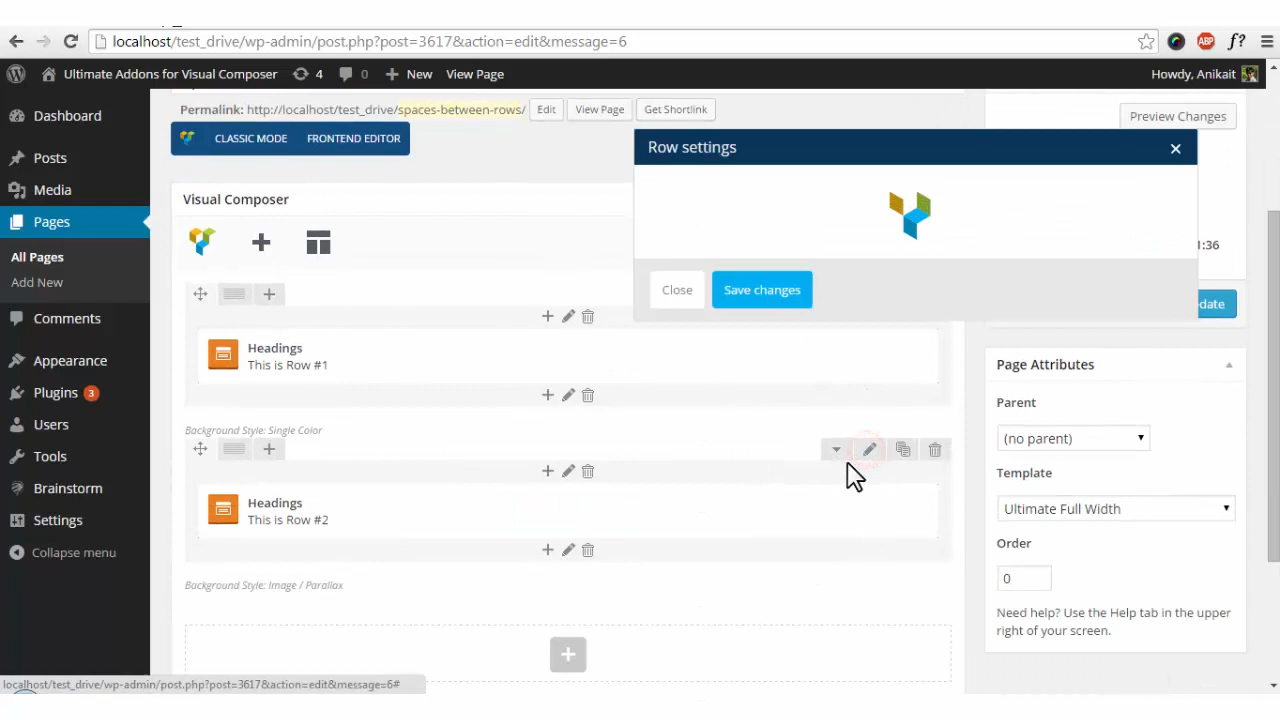 localhost/test_drive/wp-admin/post.php?post=3617&action=edit&message=6
ABP
f?
Ultimate Addons for Visual Composer
4
0
New
View Page
Howdy, Anikait
Dashboard
Posts
Media
Pages
All Pages
Add New
Comments
Appearance
Plugins 3
Users
Tools
Brainstorm
Settings
Collapse menu
Permalink: http://localhost/test_drive/spaces-between-rows/
Edit
View Page
Get Shortlink
CLASSIC MODE
FRONTEND EDITOR
Visual Composer
Row settings
Close
Save changes
Headings
This is Row #1
Background Style: Single Color
Headings
This is Row #2
Background Style: Image / Parallax
Preview Changes
1:36
date
Page Attributes
Parent
(no parent)
Template
Ultimate Full Width
Order
0
Need help? Use the Help tab in the upper
right of your screen.
localhost/test_drive/wp-admin/post.php?post=3617&action=edit&message=6#